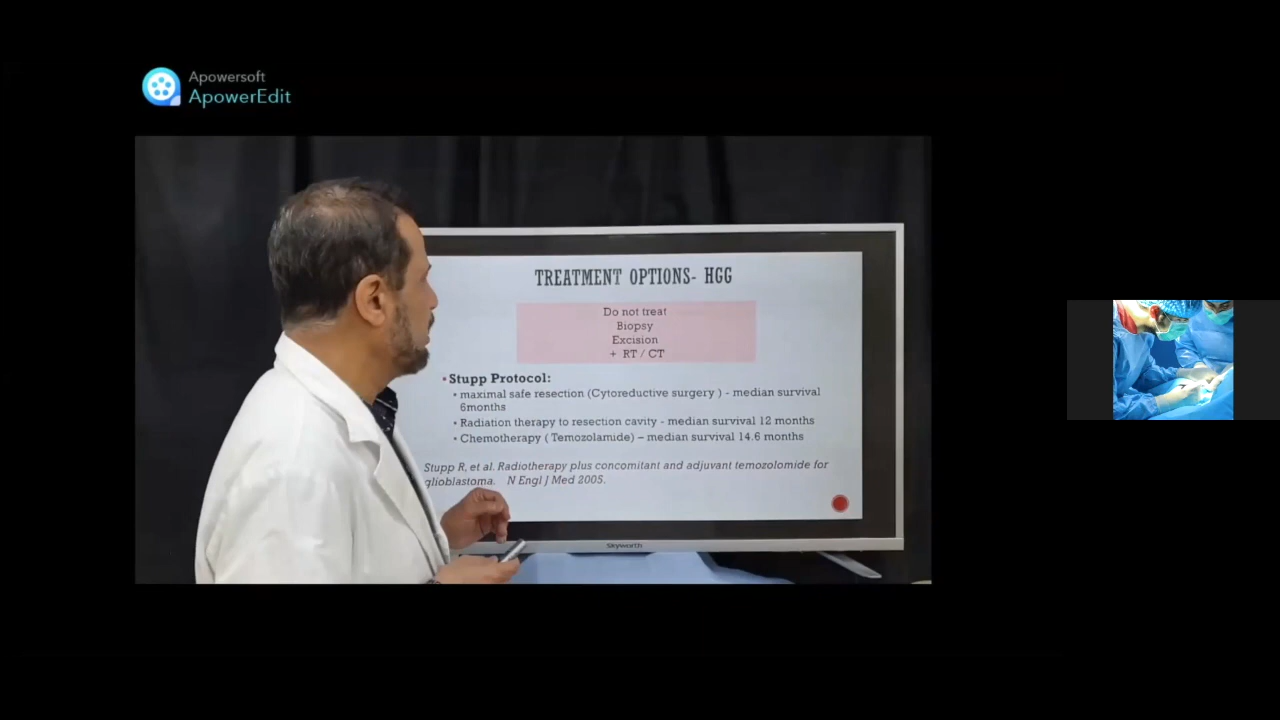 Apowersoft
ApowerEdit
TREATMENT OPTIONS- HGG
Do not treat
Biopsy
Excision
+ RT / CT
• Stupp Protocol:
• maximal safe resection (Cytoreductive surgery ) - median survival
6months
• Radiation therapy to resection cavity - median survival 12 months
• Chemotherapy ( Temozolamide) – median survival 14.6 months
Stupp R, et al. Radiotherapy plus concomitant and adjuvant temozolomide for
glioblastoma. N Engl J Med 2005.
Skyworth